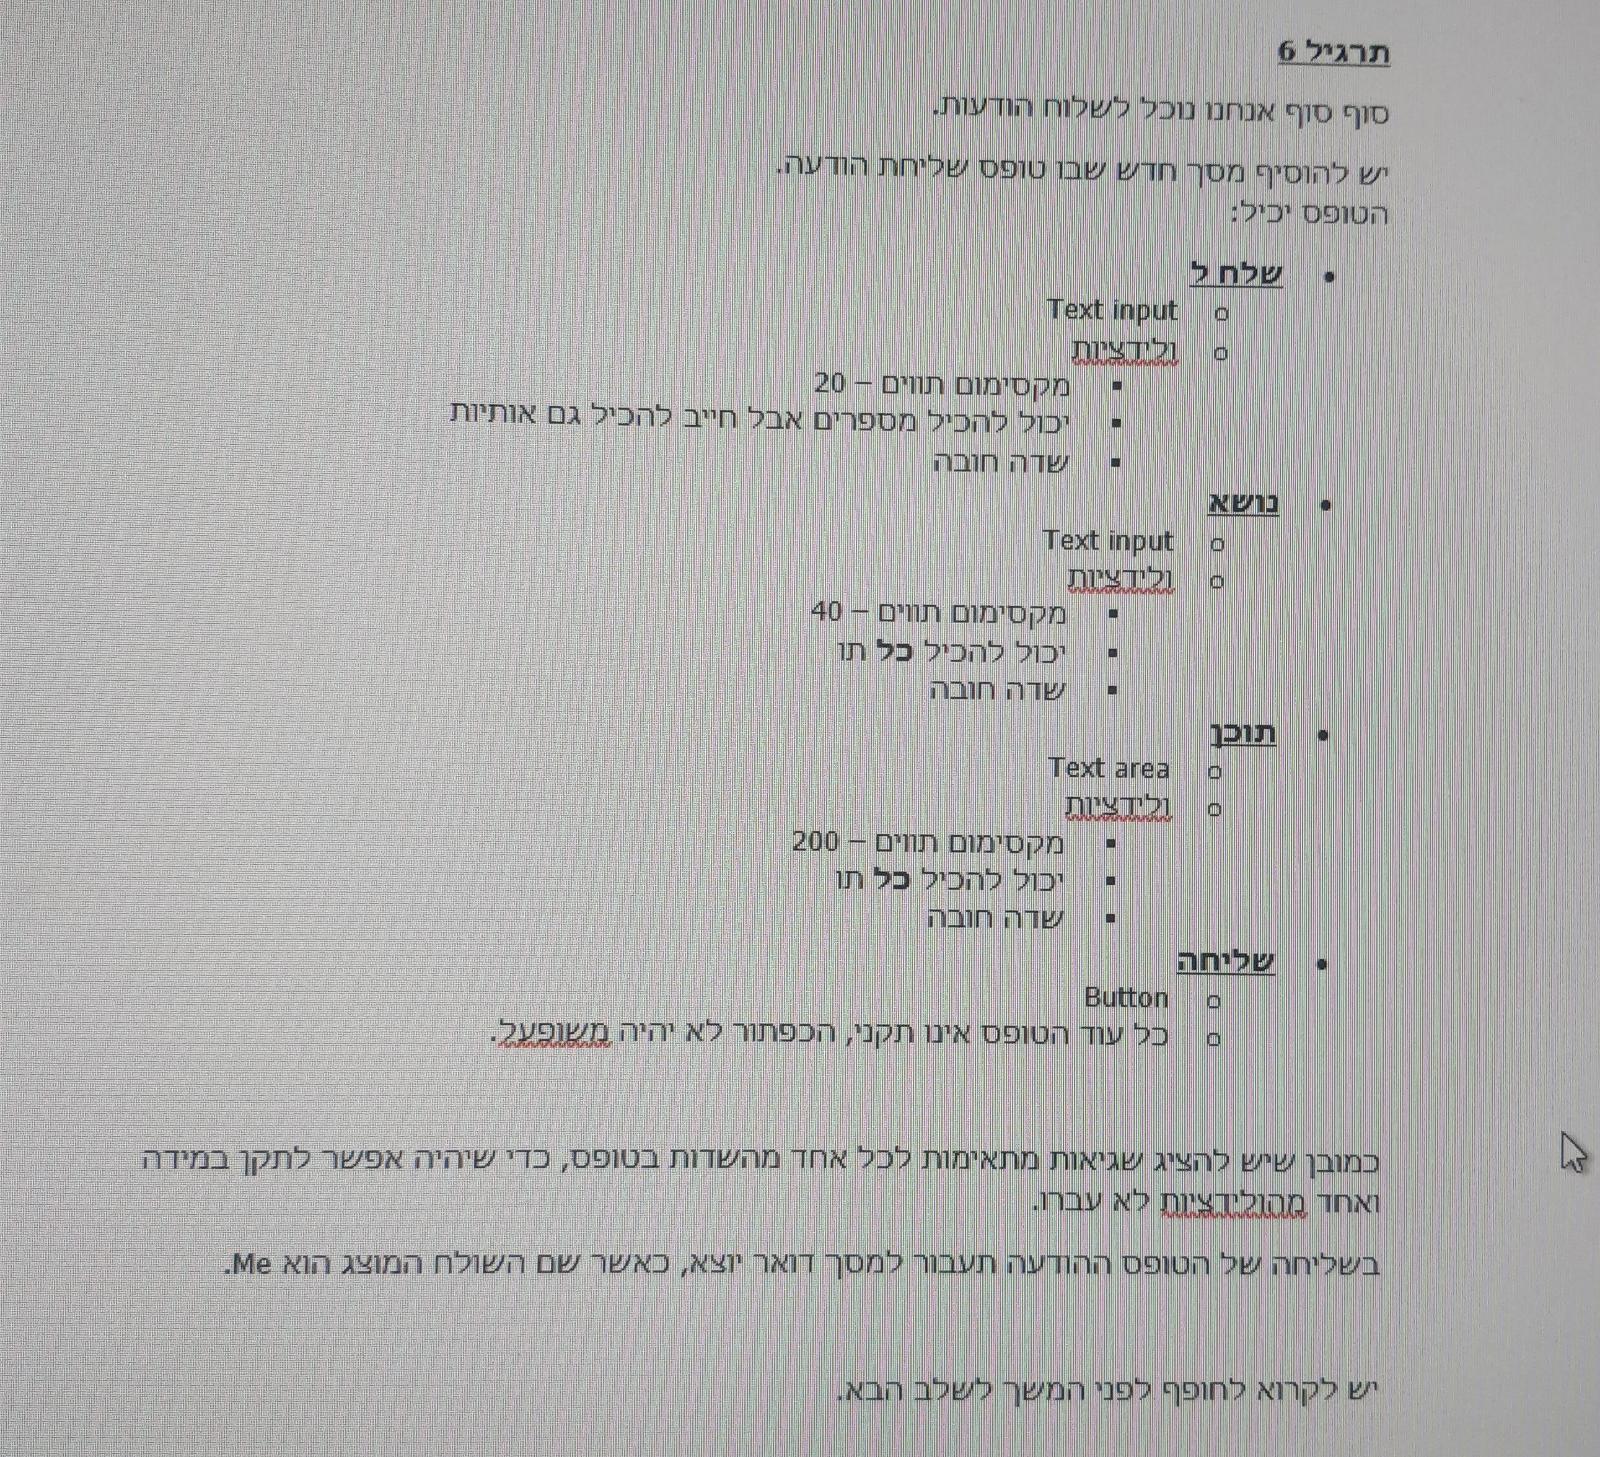 תרגיל 6
סוף סוף אנחנו נוכל לשלוח הודעות.
יש להוסיף מסך חדש שבו טופס שליחת הודעה.
הטופס יכיל:
• שלח ל
o Text input
o ולידציות
▪ מקסימום תווים – 20
▪ יכול להכיל מספרים אבל חייב להכיל גם אותיות
▪ שדה חובה
• נושא
o Text input
o ולידציות
▪ מקסימום תווים – 40
▪ יכול להכיל כל תו
▪ שדה חובה
• תוכן
o Text area
o ולידציות
▪ מקסימום תווים – 200
▪ יכול להכיל כל תו
▪ שדה חובה
• שליחה
o Button
o כל עוד הטופס אינו תקני, הכפתור לא יהיה משופעל.
כמובן שיש להציג שגיאות מתאימות לכל אחד מהשדות בטופס, כדי שיהיה אפשר לתקן במידה
ואחד מהולידציות לא עברו.
בשליחה של הטופס ההודעה תעבור למסך דואר יוצא, כאשר שם השולח המוצג הוא Me.
יש לקרוא לחופף לפני המשך לשלב הבא.